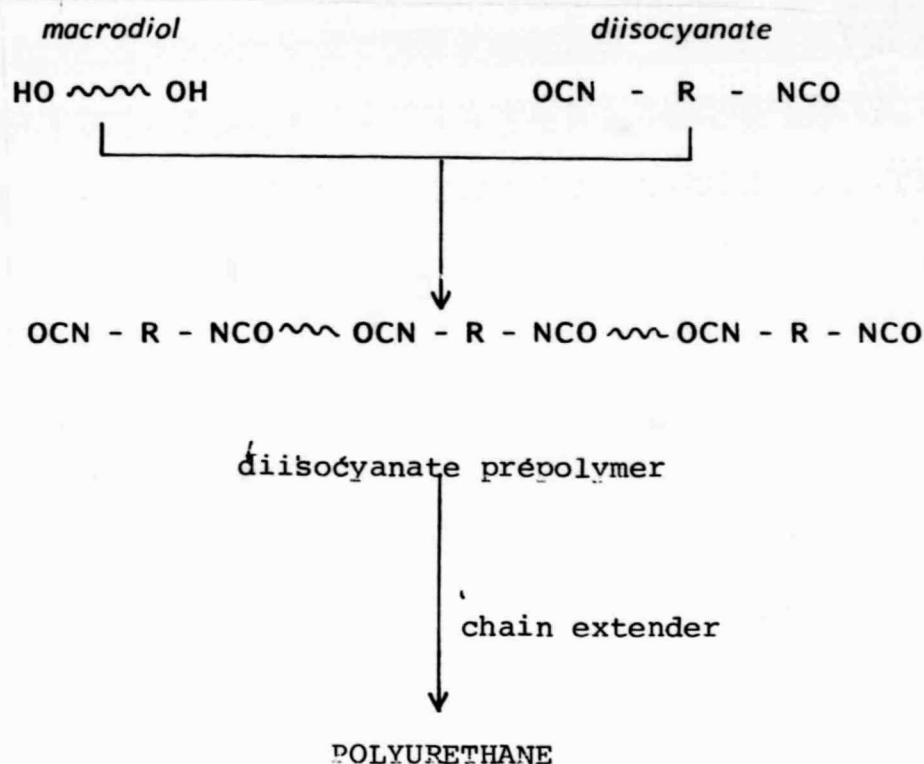 macrodiol diisocyanate
HO OH OCN - R - NCO
OCN - R - NCO OCN - R - NCO OCN - R - NCO
diisocyanate prepolymer
chain extender
POLYURETHANE